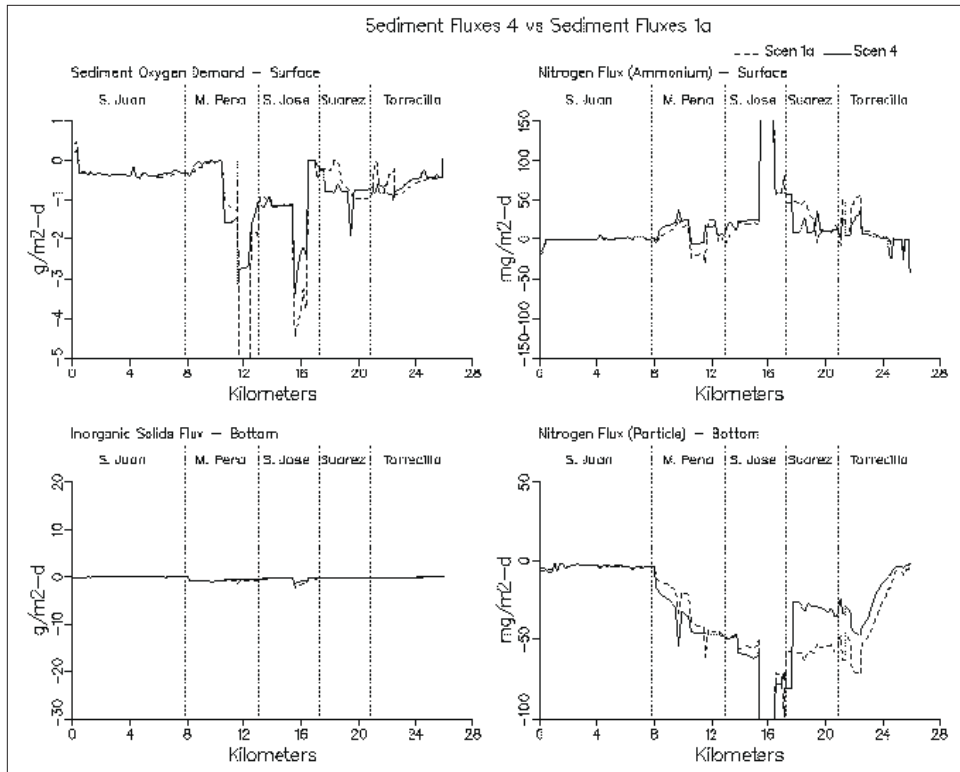 Sediment Fluxes 4 vs Sediment Fluxes 1a
Scen 1a
Scen 4
Sediment Oxygen Demand – Surface
S. Juan M. Pena S. Jose Suarez Torrecilla
g/m2-d
1
0
-1
-2
-3
-4
-5
0 4 8 12 16 20 24 28
Kilometers
Nitrogen Flux (Ammonium) – Surface
S. Juan M. Pena S. Jose Suarez Torrecilla
mg/m2-d
150
100
50
0
-50
-100
-150
0 4 8 12 16 20 24 28
Kilometers
Inorganic Solids Flux – Bottom
S. Juan M. Pena S. Jose Suarez Torrecilla
g/m2-d
20
10
0
-10
-20
-30
0 4 8 12 16 20 24 28
Kilometers
Nitrogen Flux (Particle) – Bottom
S. Juan M. Pena S. Jose Suarez Torrecilla
mg/m2-d
50
0
-50
-100
0 4 8 12 16 20 24 28
Kilometers